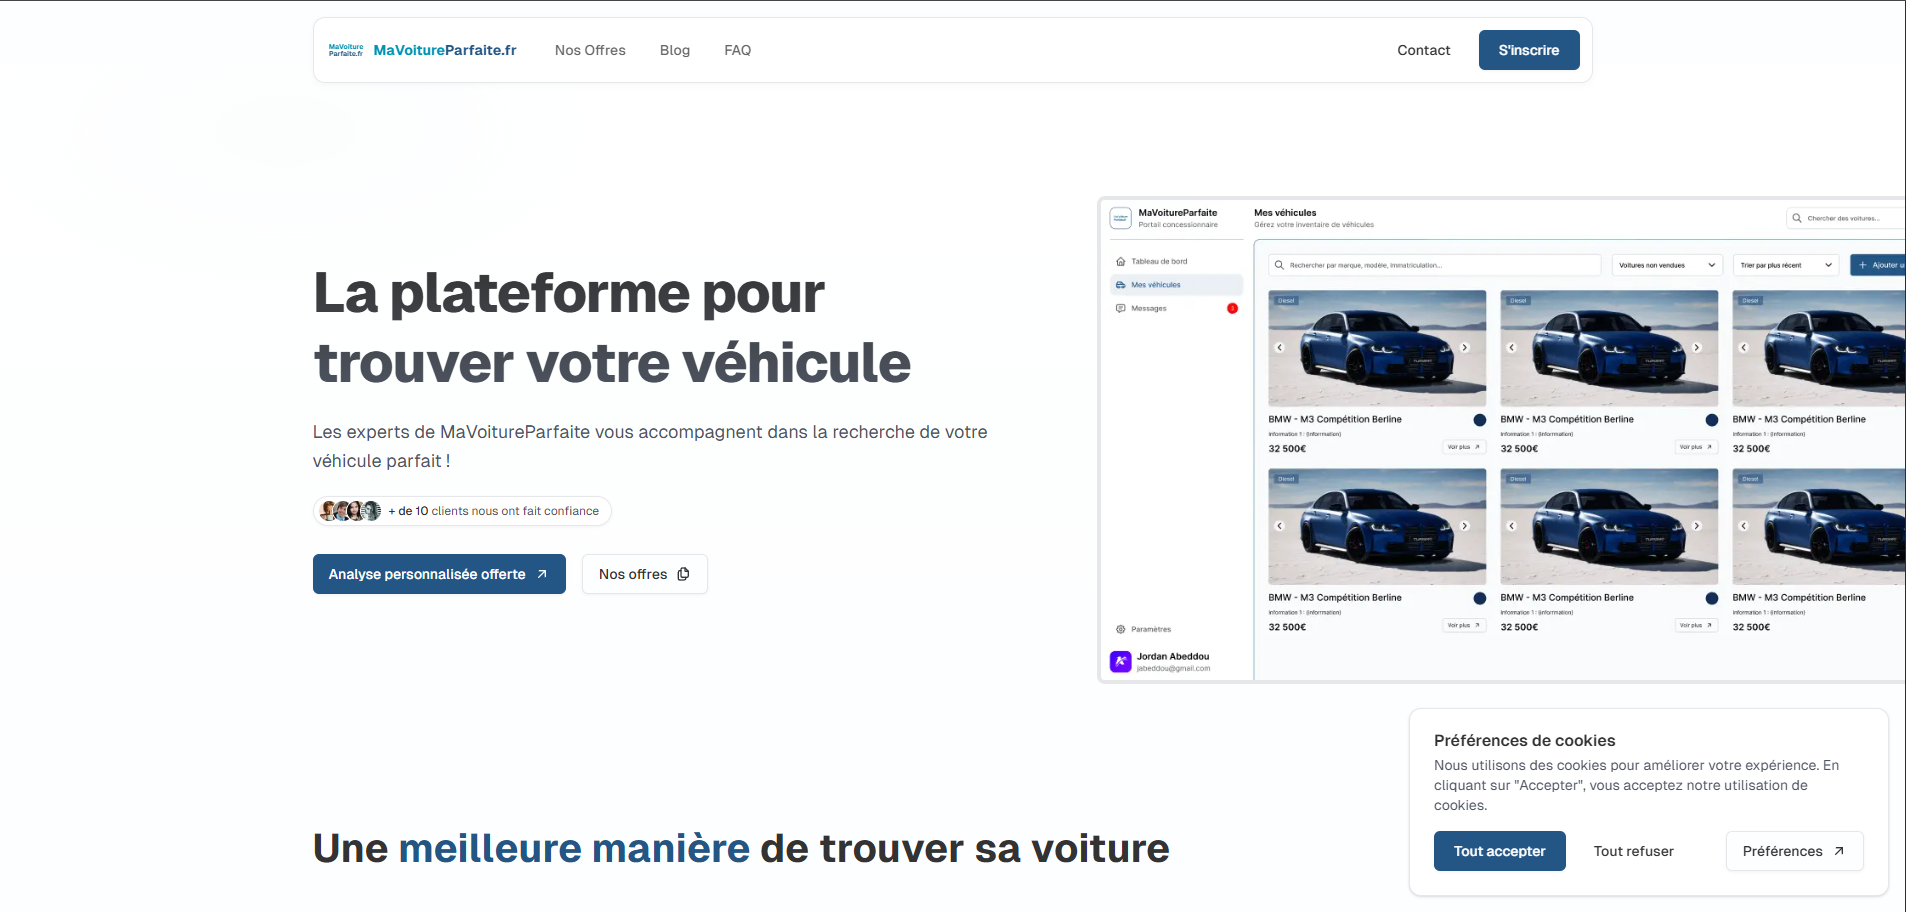 MaVoiture
Parfaite.fr
MaVoitureParfaite.fr
Nos Offres
Blog
FAQ
Contact
S'inscrire
La plateforme pour
trouver votre véhicule
Les experts de MaVoitureParfaite vous accompagnent dans la recherche de votre
véhicule parfait !
+ de 10 clients nous ont fait confiance
Analyse personnalisée offerte
Nos offres
MaVoitureParfaite
Portail concessionnaire
Mes véhicules
Gérez votre inventaire de véhicules
Chercher des voitures...
Tableau de bord
Mes véhicules
Messages
Rechercher par marque, modèle, immatriculation...
Voitures non vendues
Trier par plus récent
Ajouter u
Diesel
Diesel
Diesel
BMW - M3 Compétition Berline
BMW - M3 Compétition Berline
BMW - M3 Compétition Berline
Information 1 : (information)
Information 1 : (information)
Information 1 : (information)
32 500€
Voir plus
32 500€
Voir plus
32 500€
Diesel
Diesel
Diesel
BMW - M3 Compétition Berline
BMW - M3 Compétition Berline
BMW - M3 Compétition Berline
Information 1 : (information)
Information 1 : (information)
Information 1 : (information)
32 500€
Voir plus
32 500€
Voir plus
32 500€
Paramètres
Jordan Abeddou
jabeddou@gmail.com
Préférences de cookies
Nous utilisons des cookies pour améliorer votre expérience. En
cliquant sur "Accepter", vous acceptez notre utilisation de
cookies.
Tout accepter
Tout refuser
Préférences
Une meilleure manière de trouver sa voiture